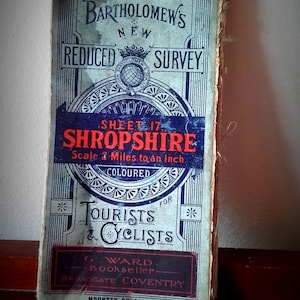 BARTHOLOMEW'S
NEW
REDUCED SURVEY
SHEET 17.
SHROPSHIRE
Scale 2 Miles to an Inch.
COLOURED
FOR
TOURISTS
& CYCLISTS
G. WARD
Bookseller
COVENTRY
MOUNTED